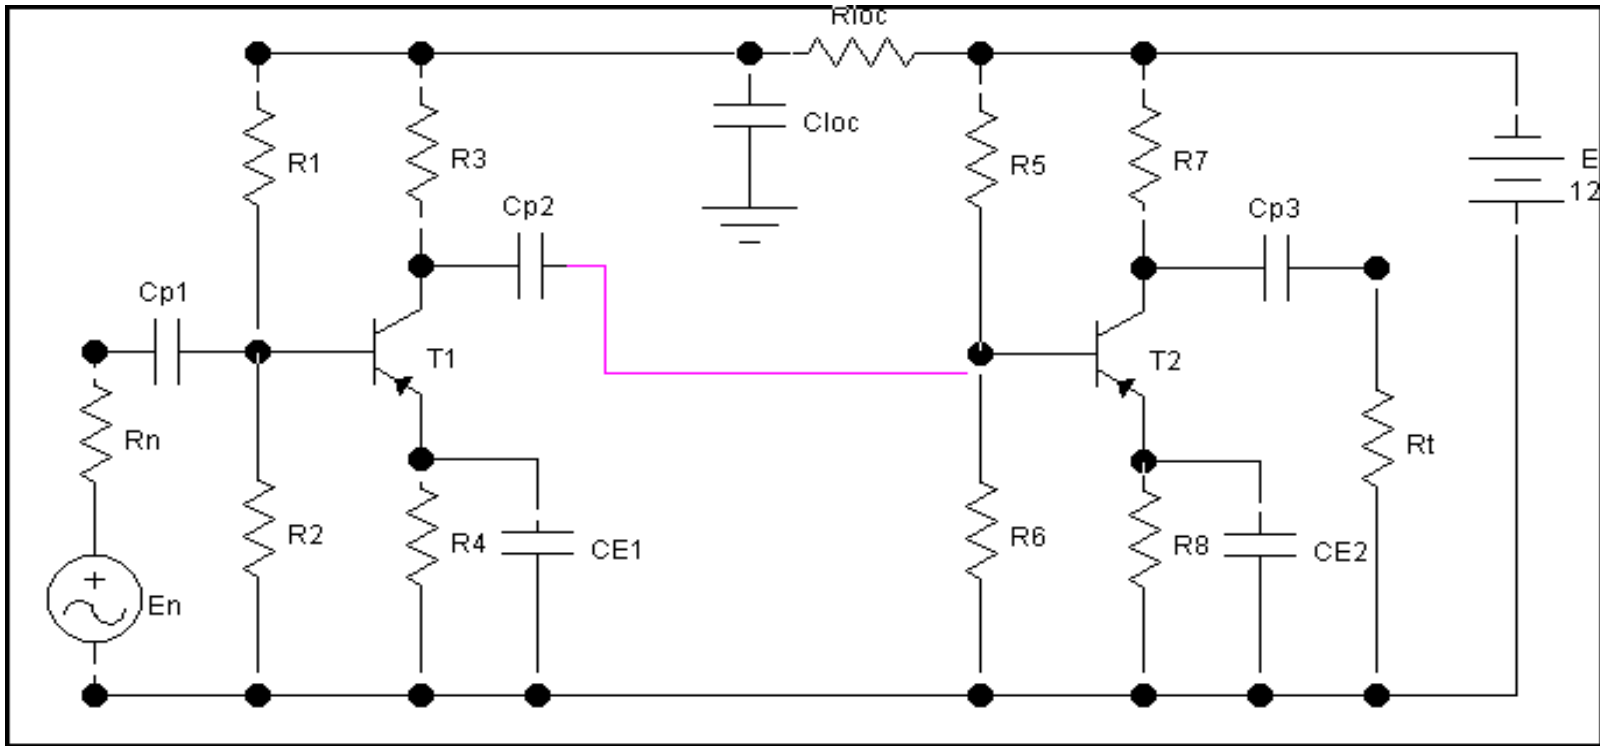 Rloc
Cloc
R1
R3
R5
R7
E
12
Cp2
Cp3
Cp1
T1
T2
Rn
Rt
R2
R4
CE1
R6
R8
CE2
+
En